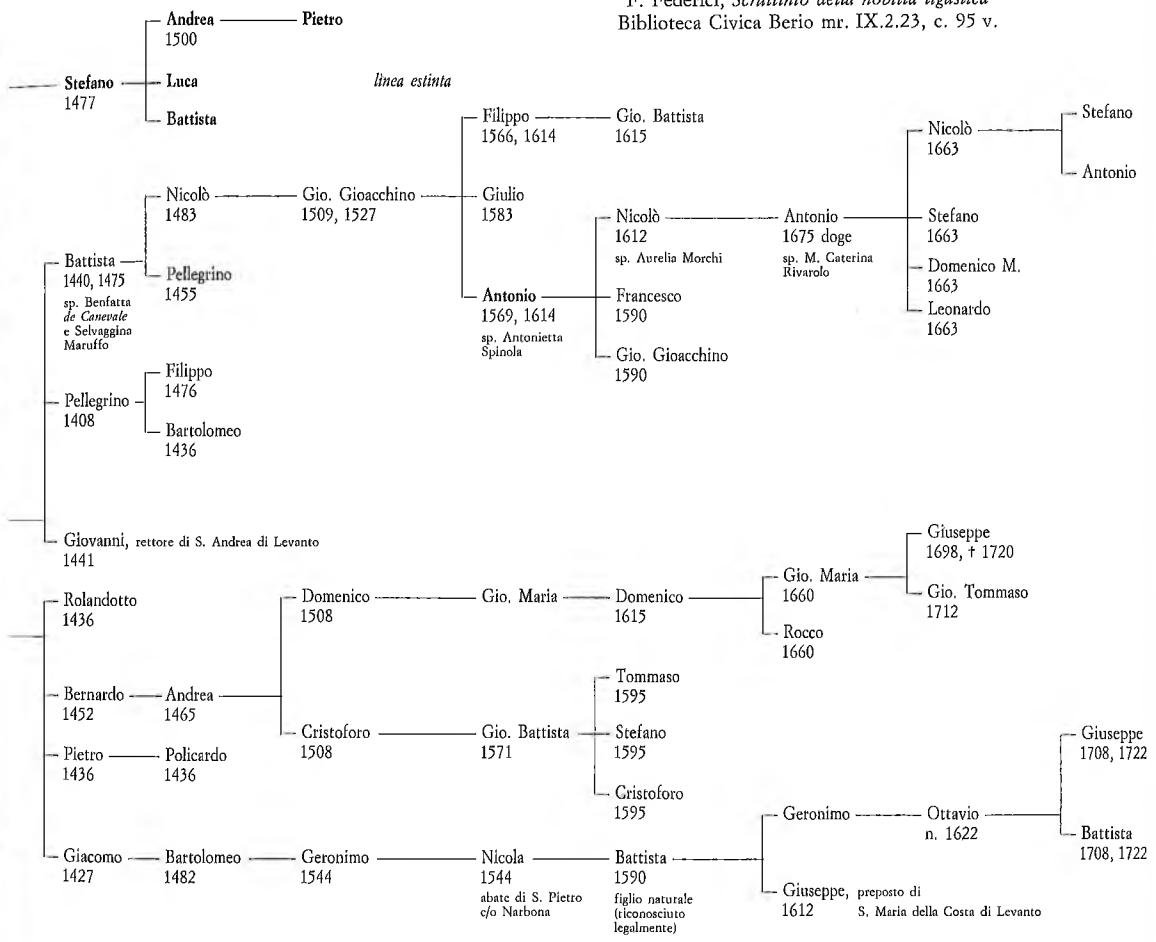 F. Federici, Scrutinio della nobiltà ligustica
Biblioteca Civica Berio mr. IX.2.23, c. 95 v.
Andrea
1500
Pietro
Stefano
1477
Luca
linea estinta
Battista
Filippo
1566, 1614
Gio. Battista
1615
Nicolò
1663
Stefano
Antonio
Nicolò
1483
Gio. Gioacchino
1509, 1527
Giulio
1583
Nicolò
1612
sp. Aurelia Morchi
Antonio
1675 doge
sp. M. Caterina
Rivarolo
Stefano
1663
Domenico M.
1663
Leonardo
1663
Battista
1440, 1475
sp. Benfatta
de Canevale
e Selvaggina
Maruffo
Pellegrino
1455
Antonio
1569, 1614
sp. Antonietta
Spinola
Francesco
1590
Gio. Gioacchino
1590
Filippo
1476
Pellegrino
1408
Bartolomeo
1436
Giovanni, rettore di S. Andrea di Levanto
1441
Giuseppe
1698, † 1720
Rolandotto
1436
Domenico
1508
Gio. Maria
Domenico
1615
Gio. Maria
1660
Gio. Tommaso
1712
Rocco
1660
Bernardo
1452
Andrea
1465
Tommaso
1595
Cristoforo
1508
Gio. Battista
1571
Stefano
1595
Pietro
1436
Policardo
1436
Cristoforo
1595
Giuseppe
1708, 1722
Geronimo
Ottavio
n. 1622
Battista
1708, 1722
Giacomo
1427
Bartolomeo
1482
Geronimo
1544
Nicola
1544
abate di S. Pietro
c/o Narbona
Battista
1590
figlio naturale
(riconosciuto
legalmente)
Giuseppe, preposto di
1612 S. Maria della Costa di Levanto